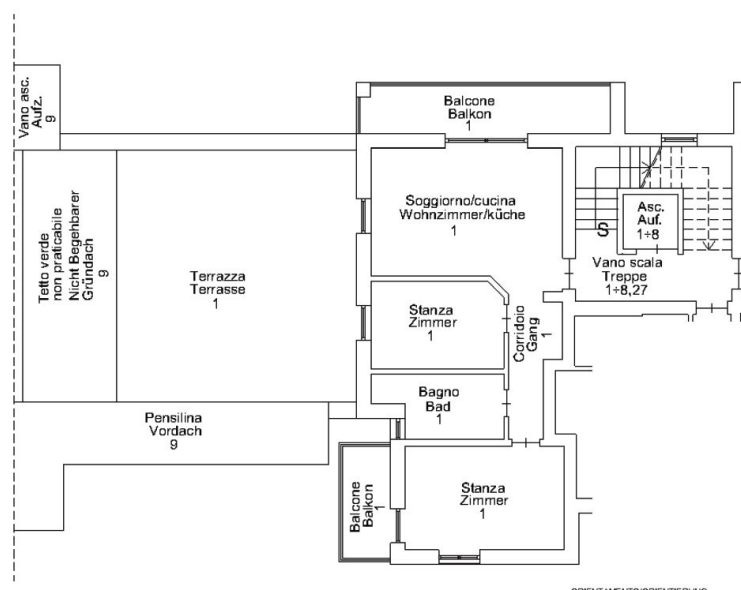 Vano asc.
Aufz.
9
Balcone
Balkon
1
Soggiorno/cucina
Wohnzimmer/küche
1
Asc.
Auf.
1÷8
S
Vano scala
Treppe
1÷8,27
Tetto verde
non praticabile
Nicht Begehbarer
Gründach
9
Terrazza
Terrasse
1
Stanza
Zimmer
1
Corridoio
Gang
1
Bagno
Bad
1
Pensilina
Vordach
9
Balcone
Balkon
1
Stanza
Zimmer
1